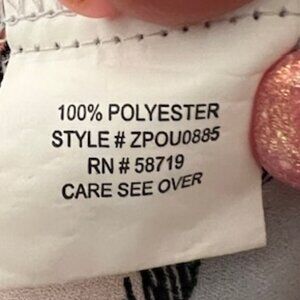 100% POLYESTER
STYLE # ZPOU0885
RN # 58719
CARE SEE OVER